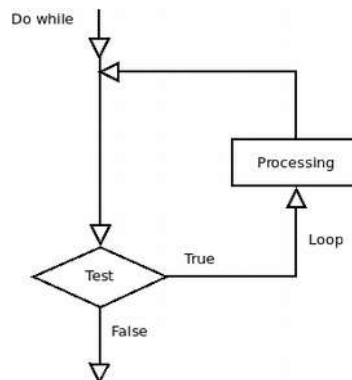 Do while
Processing
Loop
True
Test
False